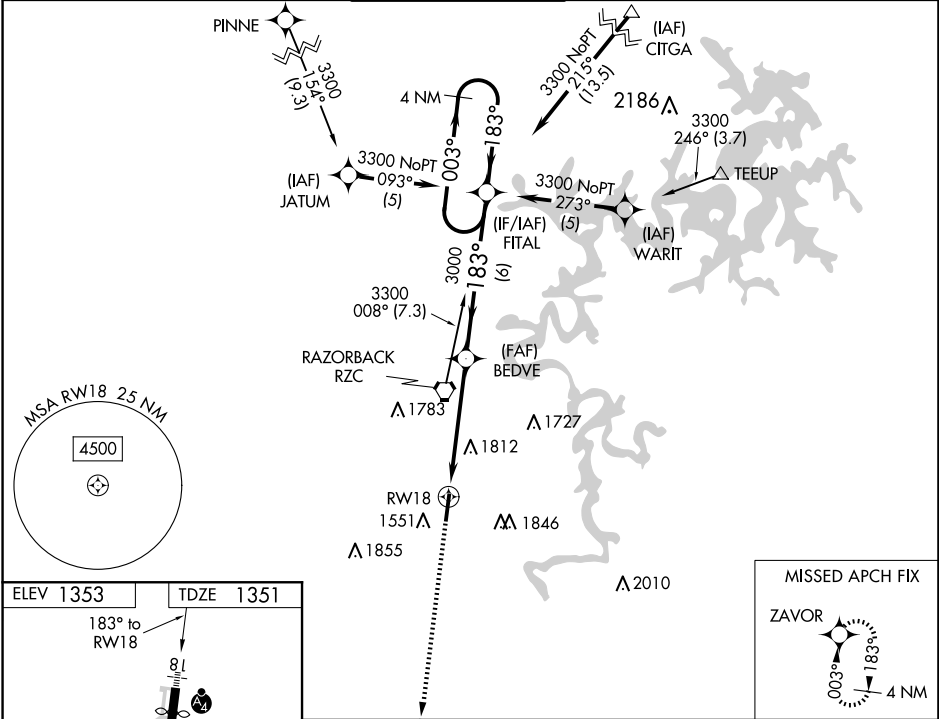 PINNE
3300
154°
(9.3)
(IAF)
CITGA
3300 NoPT
215°
(13.5)
4 NM
003°
183°
2186
3300
246° (3.7)
TEEUP
(IAF)
JATUM
3300 NoPT
093°
(5)
3300 NoPT
273°
(5)
(IF/IAF)
FITAL
(IAF)
WARIT
3000
183°
(6)
3300
008° (7.3)
RAZORBACK
RZC
(FAF)
BEDVE
1783
1727
1812
MSA RW18 25 NM
4500
RW18
1551
1846
1855
2010
ELEV 1353
TDZE 1351
183° to
RW18
18
A4
MISSED APCH FIX
ZAVOR
003°
183°
4 NM